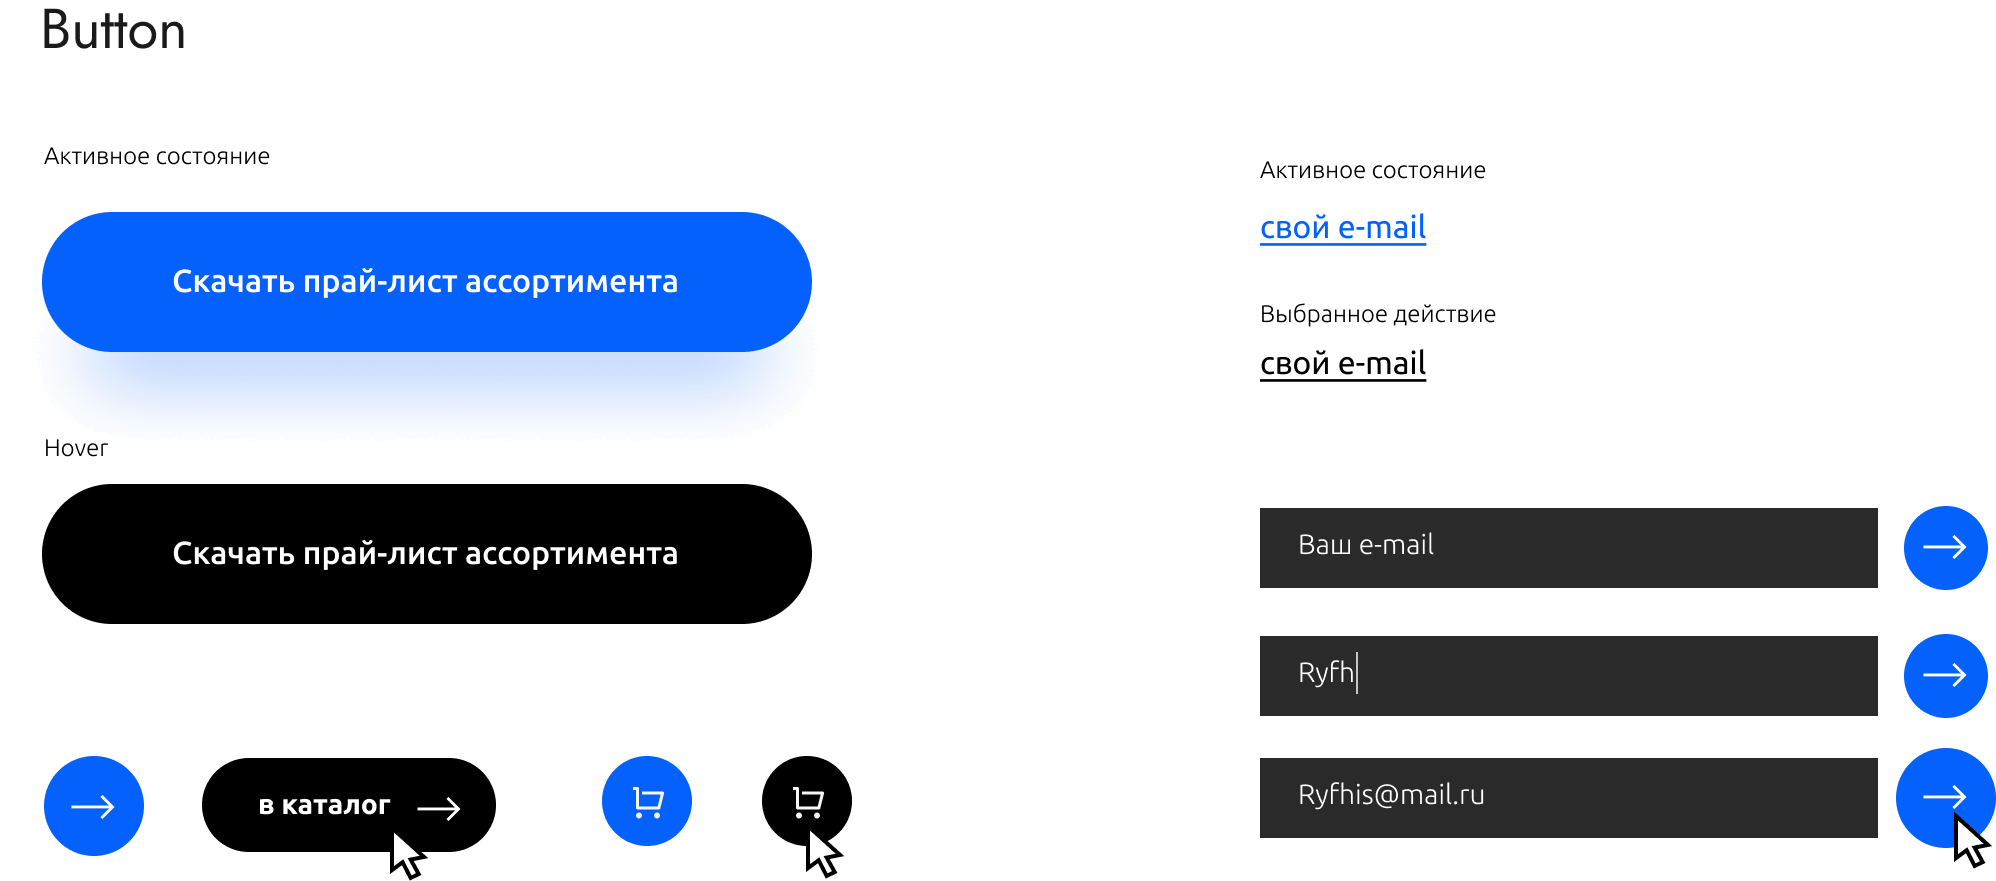 Button
Активное состояние
Скачать прай-лист ассортимента
Hover
Скачать прай-лист ассортимента
в каталог
Активное состояние
свой e-mail
Выбранное действие
свой e-mail
Ваш e-mail
Ryfh
Ryfhis@mail.ru